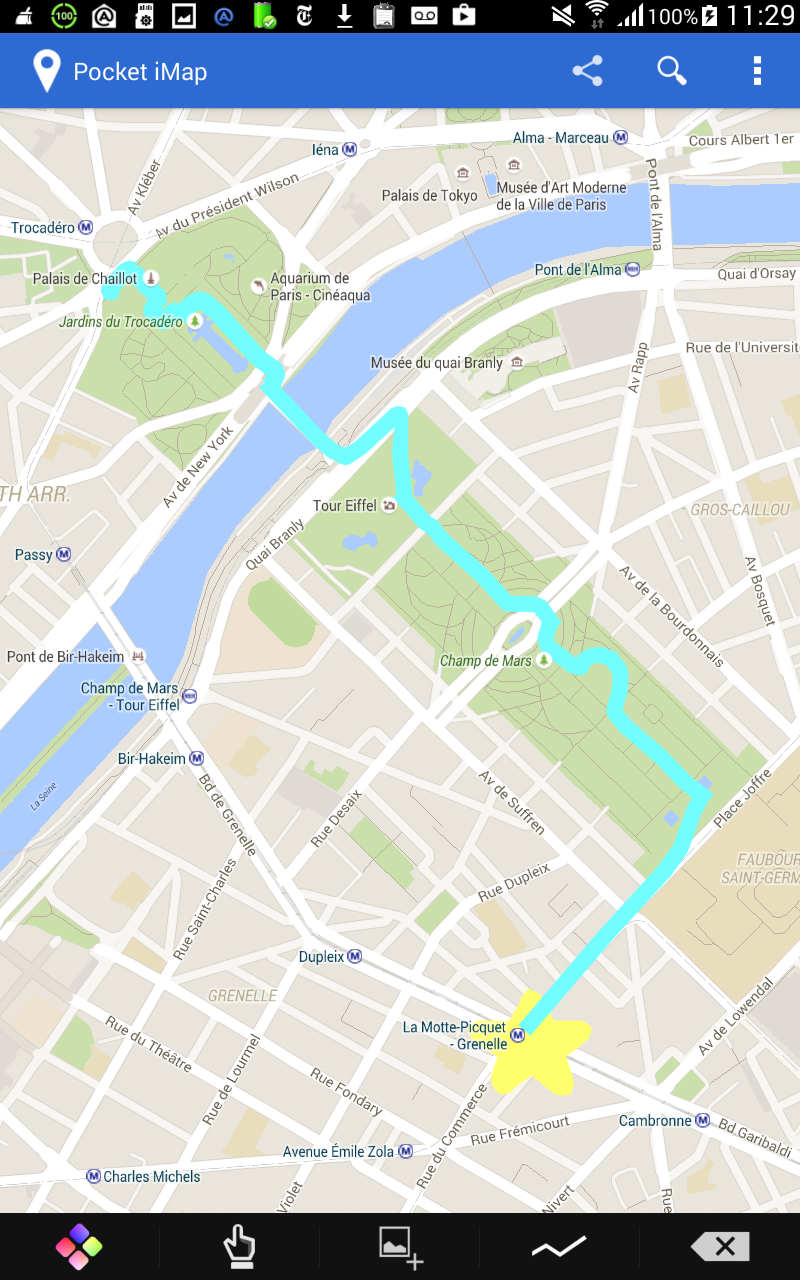 100
100%
11:29
Pocket iMap
Alma - Marceau
Cours Albert 1er
Iéna
Av Kléber
Av du Président Wilson
Palais de Tokyo
Musée d'Art Moderne
de la Ville de Paris
Pont de l'Alma
Trocadéro
Palais de Chaillot
Aquarium de
Paris - Cinéaqua
Pont de l'Alma
Quai d'Orsay
Jardins du Trocadéro
Rue de l'Universit
Musée du quai Branly
Av Rapp
Av de New York
TH ARR.
Tour Eiffel
GROS-CAILLOU
Quai Branly
Passy
Av Bosquet
Av de la Bourdonnais
Pont de Bir-Hakeim
Champ de Mars
Champ de Mars
- Tour Eiffel
Bir-Hakeim
La Seine
Bd de Grenelle
Rue Desaix
Av de Suffren
Place Joffre
FAUBOUR
SAINT-GERM
Rue Dupleix
Rue Saint-Charles
Dupleix
GRENELLE
La Motte-Picquet
- Grenelle
Av de Lowendal
Rue du Théâtre
Rue de Lourmel
Rue Fondary
Rue du Commerce
Rue Frémicourt
Cambronne
Bd Garibaldi
Avenue Émile Zola
Charles Michels
Violet
Nivert
Rue